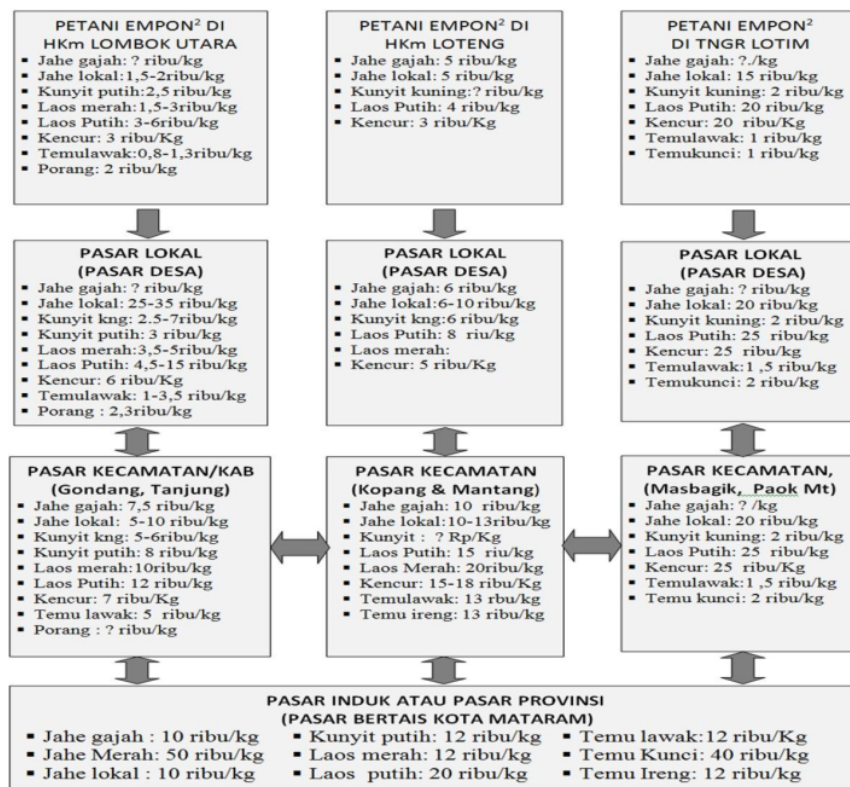 PETANI EMPON² DI
HKm LOMBOK UTARA
▪ Jahe gajah: ? ribu/kg
▪ Jahe lokal:1,5-2ribu/kg
▪ Kunyit putih:2,5 ribu/kg
▪ Laos merah:1,5-3ribu/kg
▪ Laos Putih: 3-6ribu/kg
▪ Kencur: 3 ribu/Kg
▪ Temulawak:0,8-1,3ribu/kg
▪ Porang: 2 ribu/kg
PETANI EMPON² DI
HKm LOTENG
▪ Jahe gajah: 5 ribu/kg
▪ Jahe lokal: 5 ribu/kg
▪ Kunyit kuning:? ribu/kg
▪ Laos Putih: 4 ribu/kg
▪ Kencur: 3 ribu/Kg
PETANI EMPON²
DI TNGR LOTIM
▪ Jahe gajah: ?./kg
▪ Jahe lokal: 15 ribu/kg
▪ Kunyit kuning: 2 ribu/kg
▪ Laos Putih: 20 ribu/kg
▪ Kencur: 20 ribu/Kg
▪ Temulawak: 1 ribu/kg
▪ Temukunci: 1 ribu/kg
PASAR LOKAL
(PASAR DESA)
▪ Jahe gajah: ? ribu/kg
▪ Jahe lokal: 25-35 ribu/kg
▪ Kunyit kng: 2.5-7ribu/kg
▪ Kunyit putih: 3 ribu/kg
▪ Laos merah:3,5-5ribu/kg
▪ Laos Putih: 4,5-15 ribu/kg
▪ Kencur: 6 ribu/Kg
▪ Temulawak: 1-3,5 ribu/kg
▪ Porang : 2,3ribu/kg
PASAR LOKAL
(PASAR DESA)
▪ Jahe gajah: 6 ribu/kg
▪ Jahe lokal:6-10 ribu/kg
▪ Kunyit kng:6 ribu/kg
▪ Laos Putih: 8 riu/kg
▪ Laos merah:
▪ Kencur: 5 ribu/Kg
PASAR LOKAL
(PASAR DESA)
▪ Jahe gajah: ? ribu/kg
▪ Jahe lokal: 20 ribu/kg
▪ Kunyit kuning: 2 ribu/kg
▪ Laos Putih: 25 ribu/kg
▪ Kencur: 25 ribu/kg
▪ Temulawak:1 ,5 ribu/kg
▪ Temukunci: 2 ribu/kg
PASAR KECAMATAN/KAB
(Gondang, Tanjung)
▪ Jahe gajah: 7,5 ribu/kg
▪ Jahe lokal: 5-10 ribu/kg
▪ Kunyit kng: 5-6ribu/kg
▪ Kunyit putih: 8 ribu/kg
▪ Laos merah:10ribu/kg
▪ Laos Putih: 12 ribu/kg
▪ Kencur: 7 ribu/Kg
▪ Temu lawak: 5 ribu/kg
▪ Porang : ? ribu/kg
PASAR KECAMATAN
(Kopang & Mantang)
▪ Jahe gajah: 10 ribu/kg
▪ Jahe lokal:10-13ribu/kg
▪ Kunyit : ? Rp/Kg
▪ Laos Putih: 15 riu/kg
▪ Laos Merah: 20ribu/kg
▪ Kencur: 15-18 ribu/Kg
▪ Temulawak: 13 rbu/kg
▪ Temu ireng: 13 ribu/kg
PASAR KECAMATAN,
(Masbagik, Paok Mt)
▪ Jahe gajah: ? /kg
▪ Jahe lokal: 20 ribu/kg
▪ Kunyit kuning: 2 ribu/kg
▪ Laos Putih: 25 ribu/kg
▪ Kencur: 25 ribu/Kg
▪ Temulawak:1 ,5 ribu/kg
▪ Temu kunci: 2 ribu/kg
PASAR INDUK ATAU PASAR PROVINSI
(PASAR BERTAIS KOTA MATARAM)
▪ Jahe gajah : 10 ribu/kg
▪ Jahe Merah: 50 ribu/kg
▪ Jahe lokal : 10 ribu/kg
▪ Kunyit putih: 12 ribu/kg
▪ Laos merah: 12 ribu/kg
▪ Laos putih: 20 ribu/kg
▪ Temu lawak:12 ribu/Kg
▪ Temu Kunci: 40 ribu/kg
▪ Temu Ireng: 12 ribu/kg